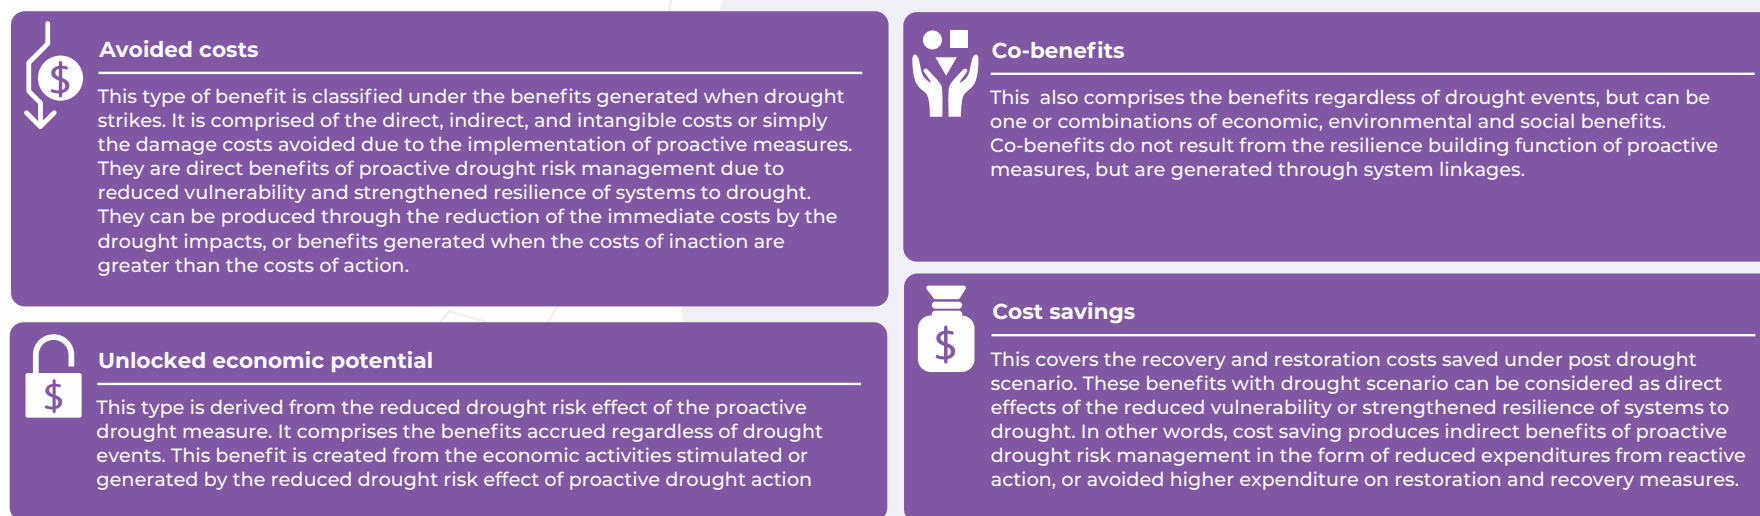 Avoided costs
This type of benefit is classified under the benefits generated when drought
strikes. It is comprised of the direct, indirect, and intangible costs or simply
the damage costs avoided due to the implementation of proactive measures.
They are direct benefits of proactive drought risk management due to
reduced vulnerability and strengthened resilience of systems to drought.
They can be produced through the reduction of the immediate costs by the
drought impacts, or benefits generated when the costs of inaction are
greater than the costs of action.
Unlocked economic potential
This type is derived from the reduced drought risk effect of the proactive
drought measure. It comprises the benefits accrued regardless of drought
events. This benefit is created from the economic activities stimulated or
generated by the reduced drought risk effect of proactive drought action
Co-benefits
This  also comprises the benefits regardless of drought events, but can be
one or combinations of economic, environmental and social benefits.
Co-benefits do not result from the resilience building function of proactive
measures, but are generated through system linkages.
Cost savings
This covers the recovery and restoration costs saved under post drought
scenario. These benefits with drought scenario can be considered as direct
effects of the reduced vulnerability or strengthened resilience of systems to
drought. In other words, cost saving produces indirect benefits of proactive
drought risk management in the form of reduced expenditures from reactive
action, or avoided higher expenditure on restoration and recovery measures.